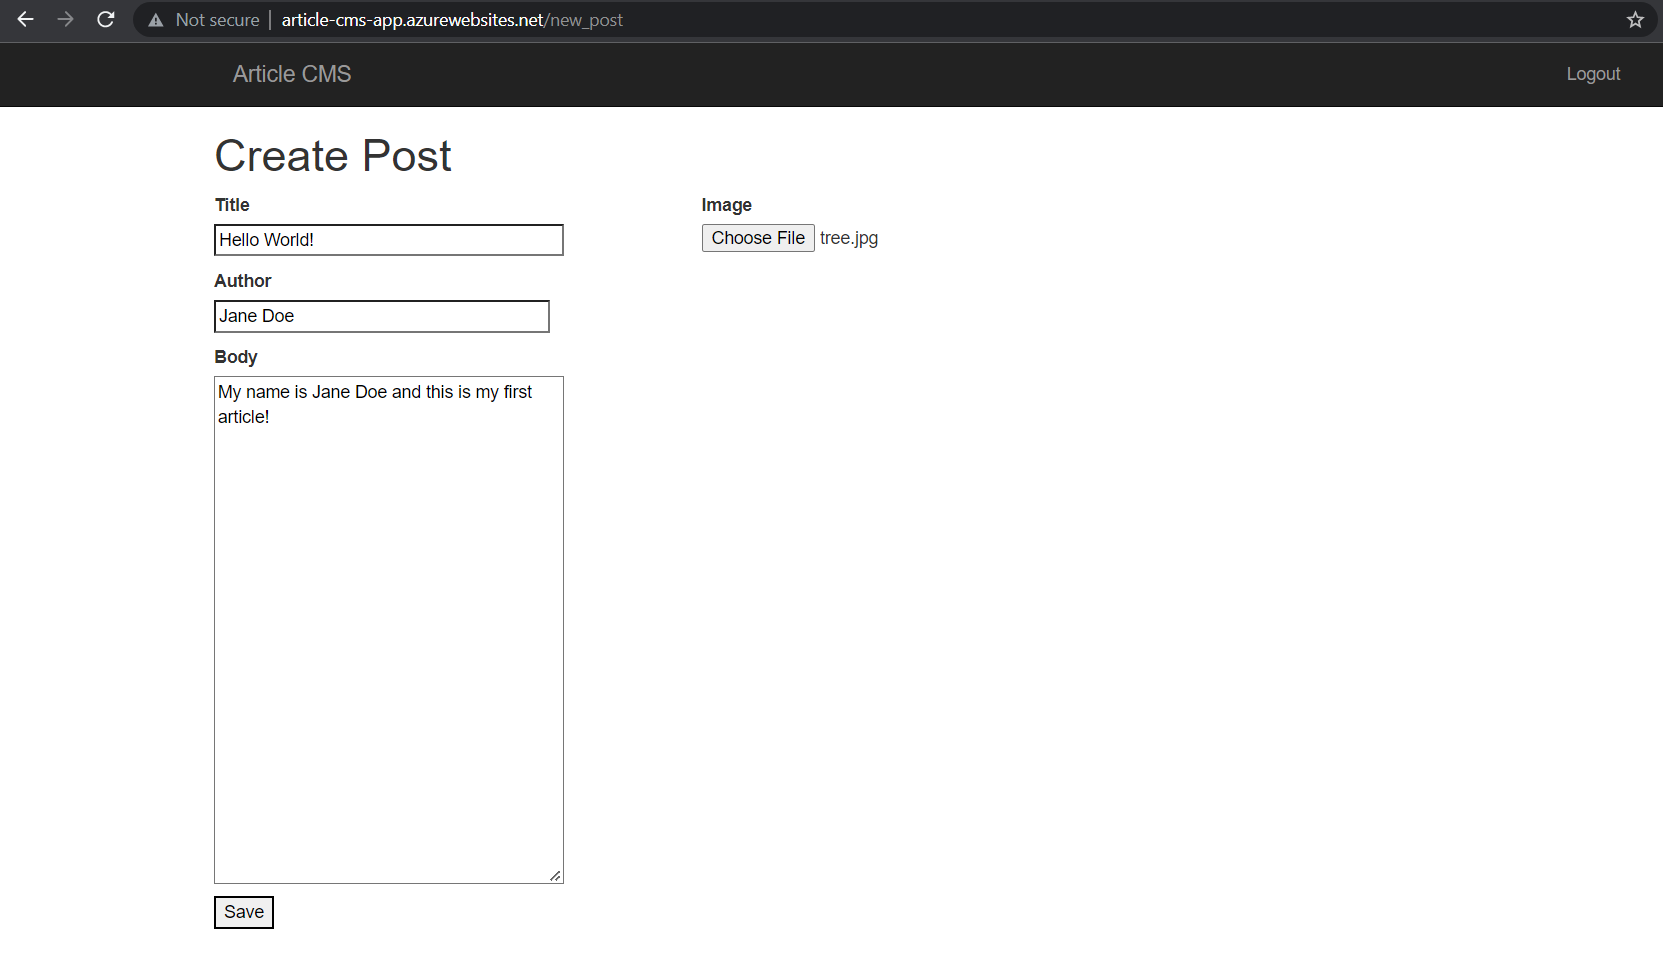 Not secure | article-cms-app.azurewebsites.net/new_post
Article CMS
Logout
Create Post
Title
Hello World!
Author
Jane Doe
Body
My name is Jane Doe and this is my first
article!
Save
Image
Choose File tree.jpg